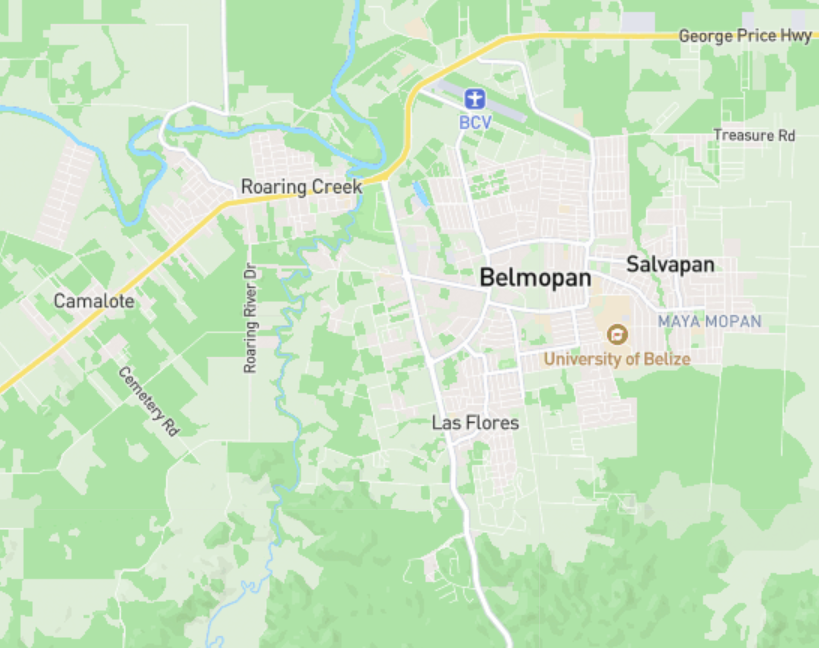 George Price Hwy
BCV
Treasure Rd
Roaring Creek
Salvapan
Belmopan
Camalote
Roaring River Dr
MAYA MOPAN
University of Belize
Cemetery Rd
Las Flores